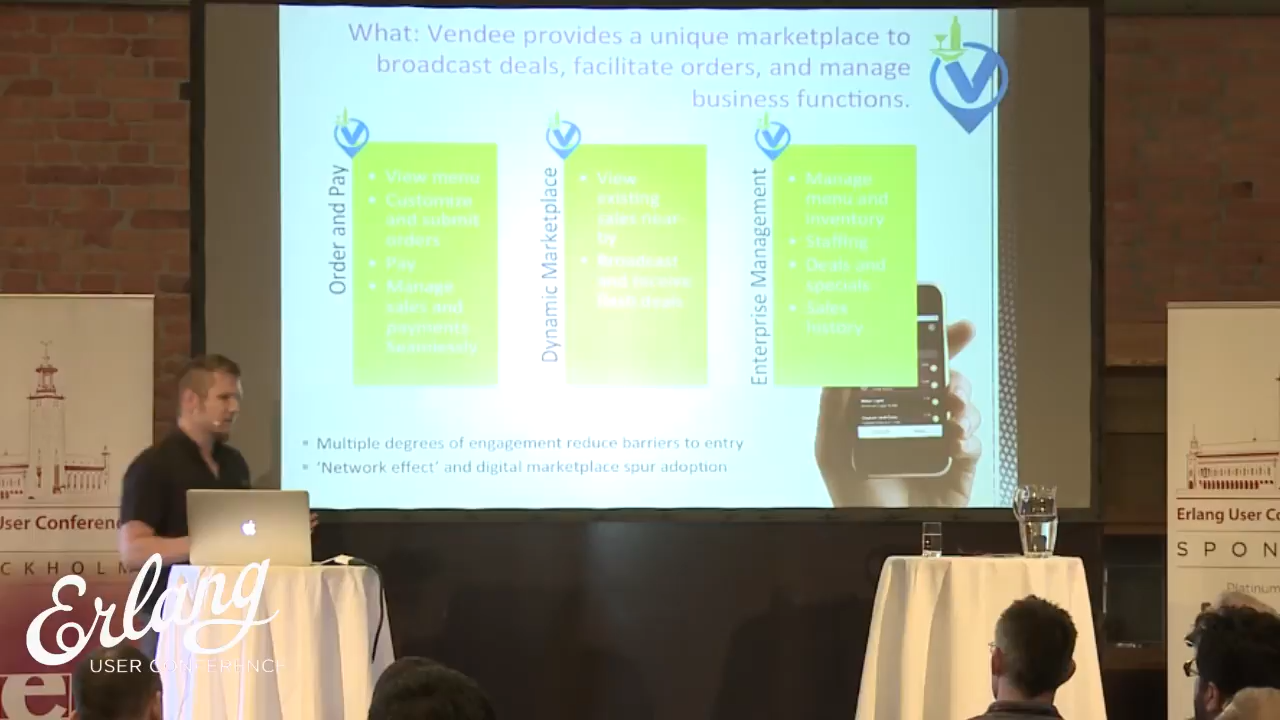 What: Vendee provides a unique marketplace to
broadcast deals, facilitate orders, and manage
business functions.
Order and Pay
• View menu
• Customize
and submit
orders
• Pay
• Manage
sales and
payments
Seamlessly
Dynamic Marketplace
• View
existing
sales near-
by
• Broadcast
and receive
flash deals
Enterprise Management
• Manage
menu and
inventory
• Staffing
• Deals and
specials
• Sales
history
▪ Multiple degrees of engagement reduce barriers to entry
▪ ‘Network effect’ and digital marketplace spur adoption
User Conferenc
CKHOLM
Erlang
USER CONFERENCE
e
Erlang User Co
SPON
Platinum